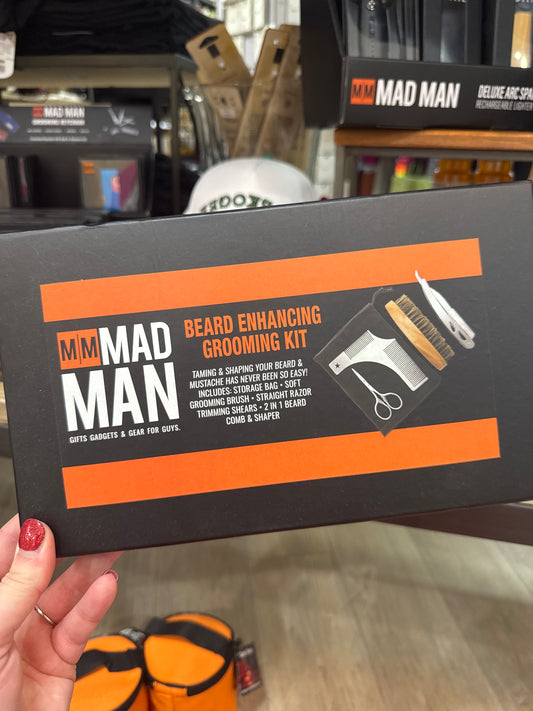 MM MAD MAN
DELUXE ARC SPA
RECHARGEABLE LIGHTER
MM MAD MAN
MM MAD
MAN
GIFTS GADGETS & GEAR FOR GUYS.
BEARD ENHANCING
GROOMING KIT
TAMING & SHAPING YOUR BEARD &
MUSTACHE HAS NEVER BEEN SO EASY!
INCLUDES: STORAGE BAG • SOFT
GROOMING BRUSH • STRAIGHT RAZOR
TRIMMING SHEARS • 2 IN 1 BEARD
COMB & SHAPER